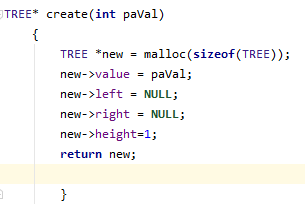 TREE* create(int paVal)
{
TREE *new = malloc(sizeof(TREE));
new->value = paVal;
new->left = NULL;
new->right = NULL;
new->height=1;
return new;
}